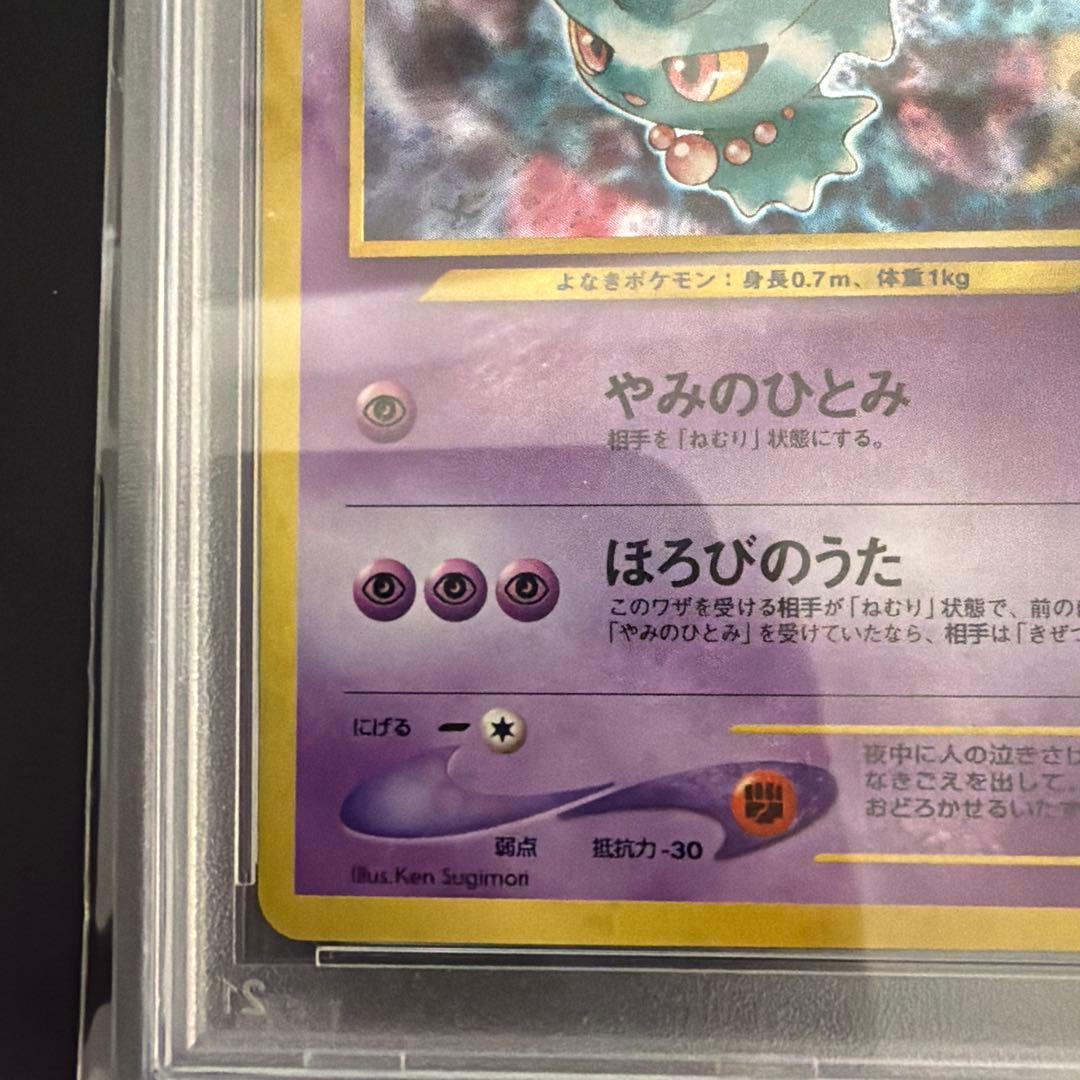 よなきポケモン：身長0.7m、体重1kg
やみのひとみ
相手を「ねむり」状態にする。
ほろびのうた
このワザを受ける相手が「ねむり」状態で、前の
「やみのひとみ」を受けていたなら、相手は「きぜつ
にげる
夜中に人の泣きさけ
なきごえを出して、
おどろかせるいたず
弱点 抵抗力 -30
Illus. Ken Sugimori
21